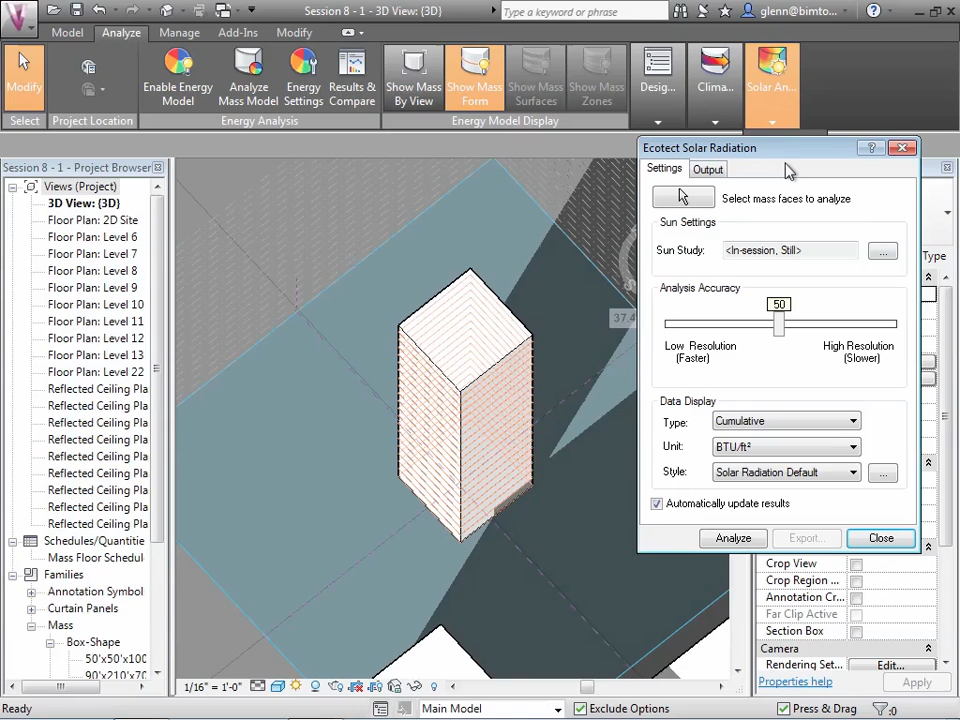 Session 8 - 1 - 3D View: {3D}
Type a keyword or phrase
glenn@bimto...
Model
Analyze
Manage
Add-Ins
Modify
Modify
Enable Energy
Model
Analyze
Mass Model
Energy
Settings
Results &
Compare
Show Mass
By View
Show Mass
Form
Show Mass
Surfaces
Show Mass
Zones
Desig...
Clima...
Solar An...
Select
Project Location
Energy Analysis
Energy Model Display
Session 8 - 1 - Project Browser
Views (Project)
3D View: {3D}
Floor Plan: 2D Site
Floor Plan: Level 6
Floor Plan: Level 7
Floor Plan: Level 8
Floor Plan: Level 9
Floor Plan: Level 10
Floor Plan: Level 11
Floor Plan: Level 12
Floor Plan: Level 13
Floor Plan: Level 22
Reflected Ceiling Pla
Reflected Ceiling Pla
Reflected Ceiling Pla
Reflected Ceiling Pla
Reflected Ceiling Pla
Reflected Ceiling Pla
Reflected Ceiling Pla
Reflected Ceiling Pla
Reflected Ceiling Pla
Schedules/Quantitie
Mass Floor Schedul
Families
Annotation Symbol
Curtain Panels
Mass
Box-Shape
50'x50'x100
90'x210'x70
37.4
Ecotect Solar Radiation
Settings
Output
Select mass faces to analyze
Sun Settings
Sun Study:
<In-session, Still>
...
Analysis Accuracy
50
Low Resolution
(Faster)
High Resolution
(Slower)
Data Display
Type:
Cumulative
Unit:
BTU/ft²
Style:
Solar Radiation Default
...
Automatically update results
Analyze
Export...
Close
Type
Crop View
Crop Region ...
Annotation Cr...
Far Clip Active
Section Box
Camera
Rendering Set...
Edit...
Properties help
Apply
1/16" = 1'-0"
Ready
Main Model
Exclude Options
Press & Drag
:0